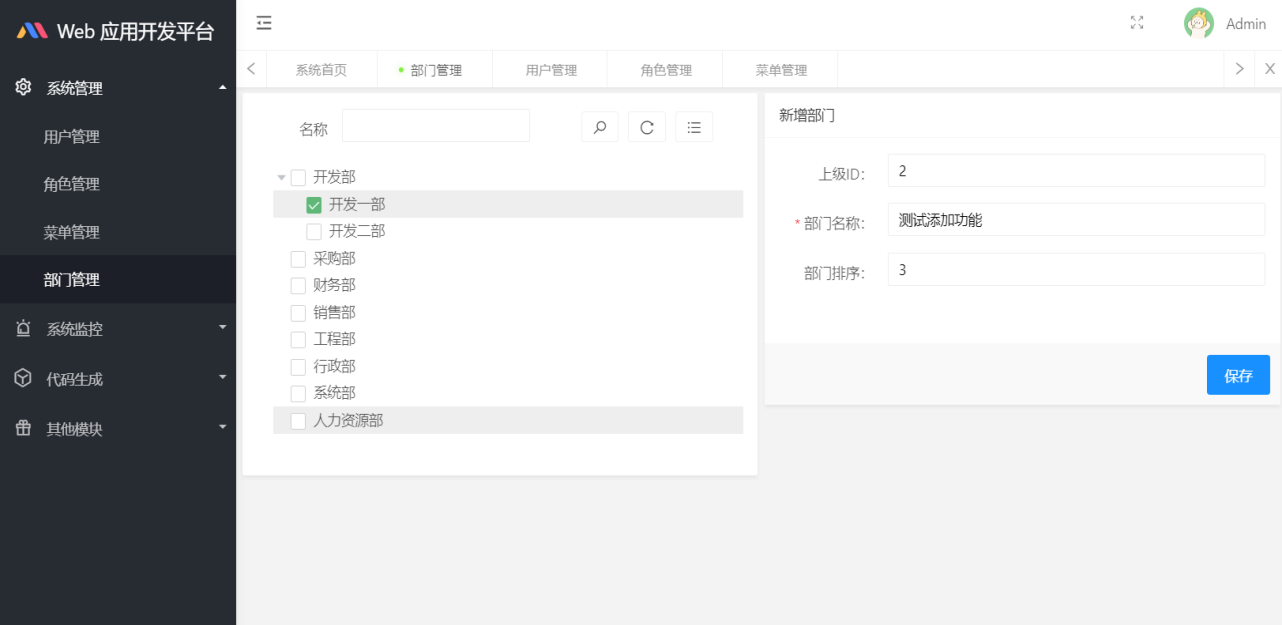 Web 应用开发平台
系统管理
用户管理
角色管理
菜单管理
部门管理
系统监控
代码生成
其他模块
Admin
系统首页
部门管理
用户管理
角色管理
菜单管理
X
名称
开发部
开发一部
开发二部
采购部
财务部
销售部
工程部
行政部
系统部
人力资源部
新增部门
上级ID: 2
* 部门名称: 测试添加功能
部门排序: 3
保存